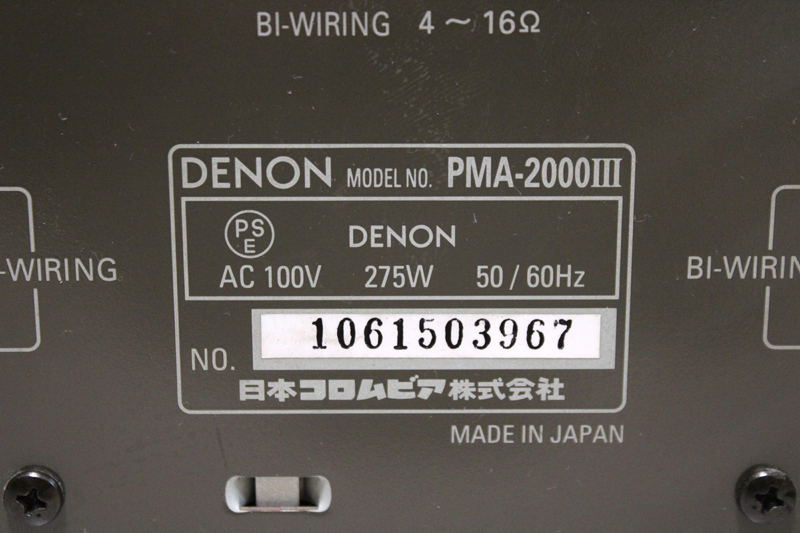 BI-WIRING 4～16Ω
DENON MODEL NO. PMA-2000III
PSE DENON
AC 100V 275W 50 / 60Hz
-WIRING
BI-WIRIN
NO. 1061503967
日本コロムビア株式会社
MADE IN JAPAN